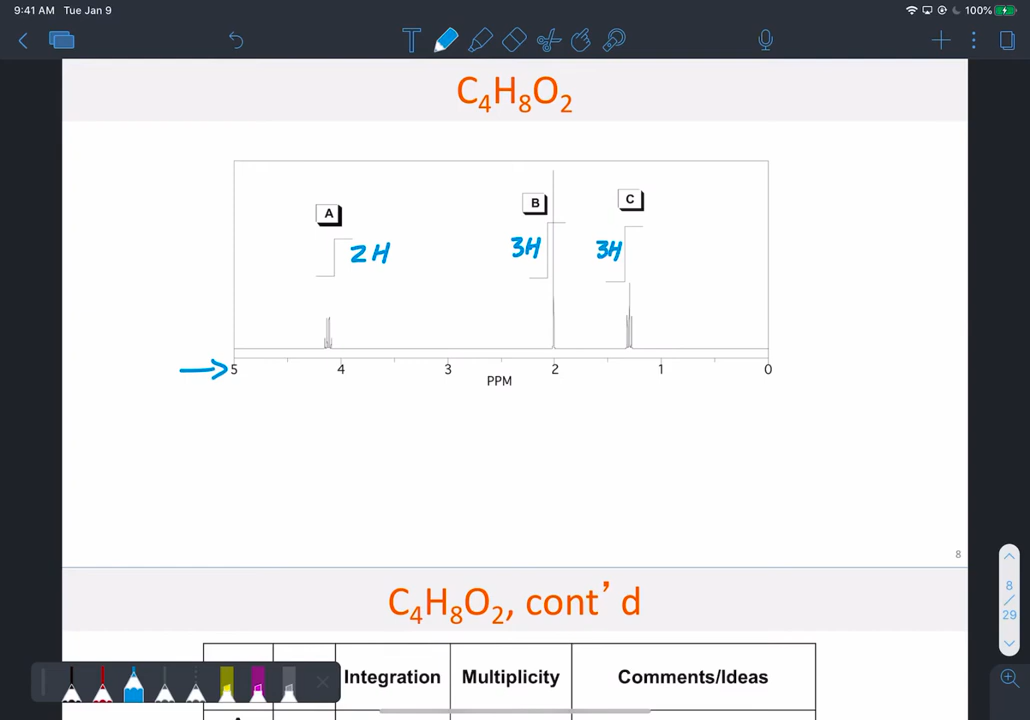 9:41 AM Tue Jan 9
100%
T
C₄H₈O₂
A
B
C
2H
3H
3H
5 4 3 2 1 0
PPM
8
8
/
29
C₄H₈O₂, cont’d
Integration Multiplicity Comments/Ideas